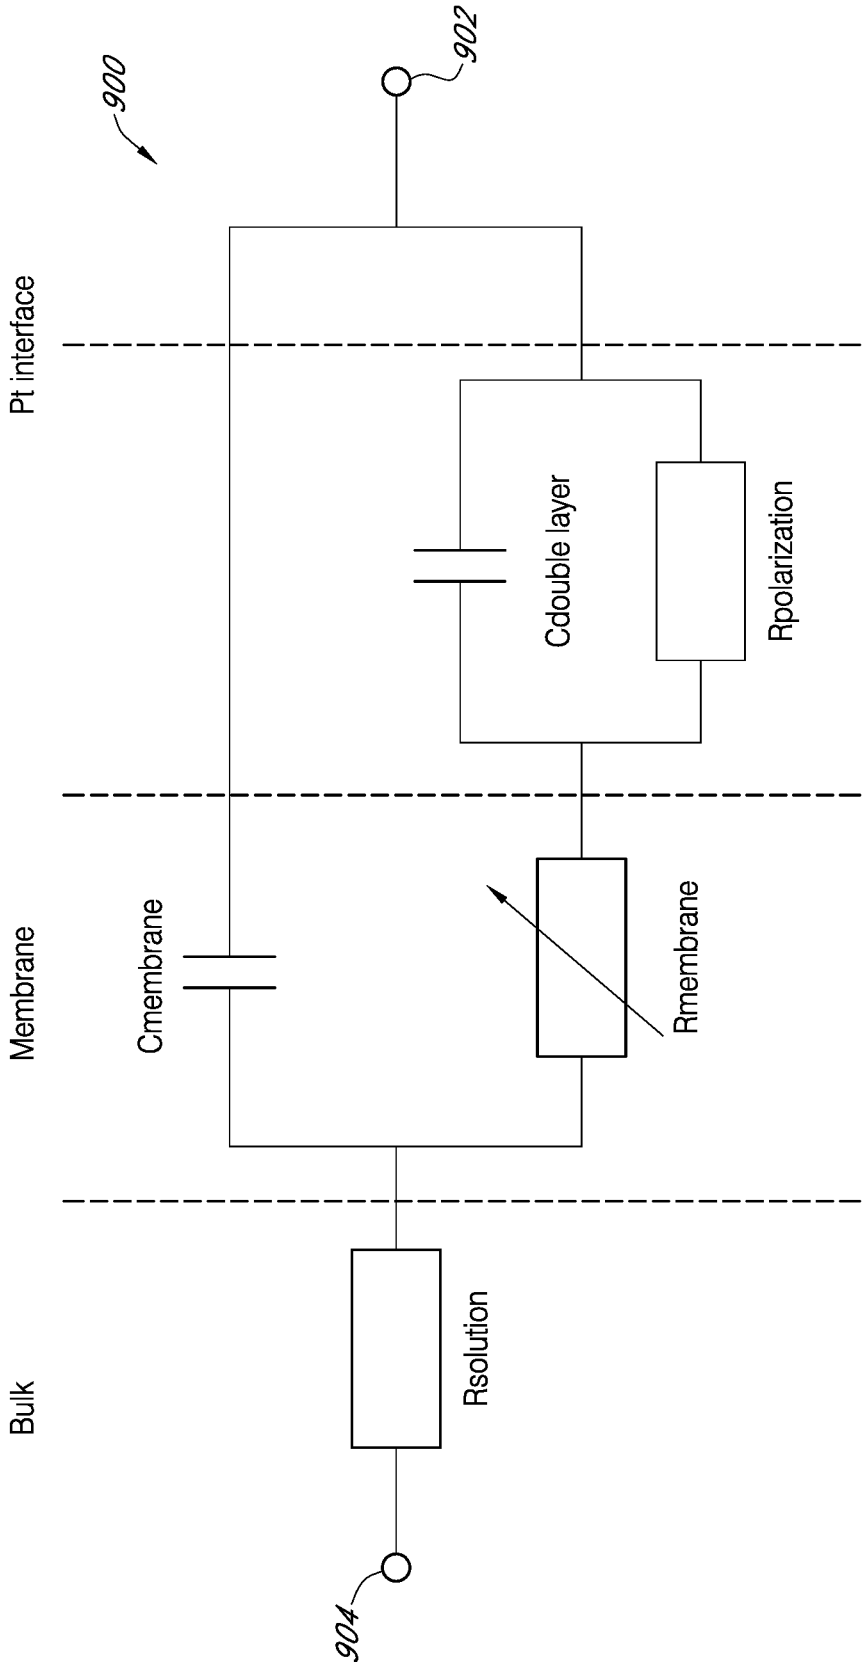 Bulk
Membrane
Pt interface
900
Cmembrane
902
904
Rsolution
Cdouble layer
Rmembrane
Rpolarization